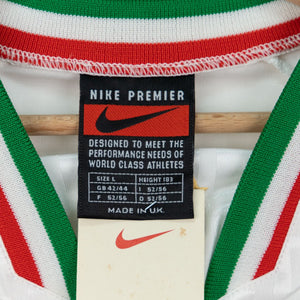 NIKE PREMIER
DESIGNED TO MEET THE
PERFORMANCE NEEDS OF
WORLD CLASS ATHLETES
SIZE L HEIGHT 183
GB 42/44 I 52/56
F 52/56 D 52/56
MADE IN UK